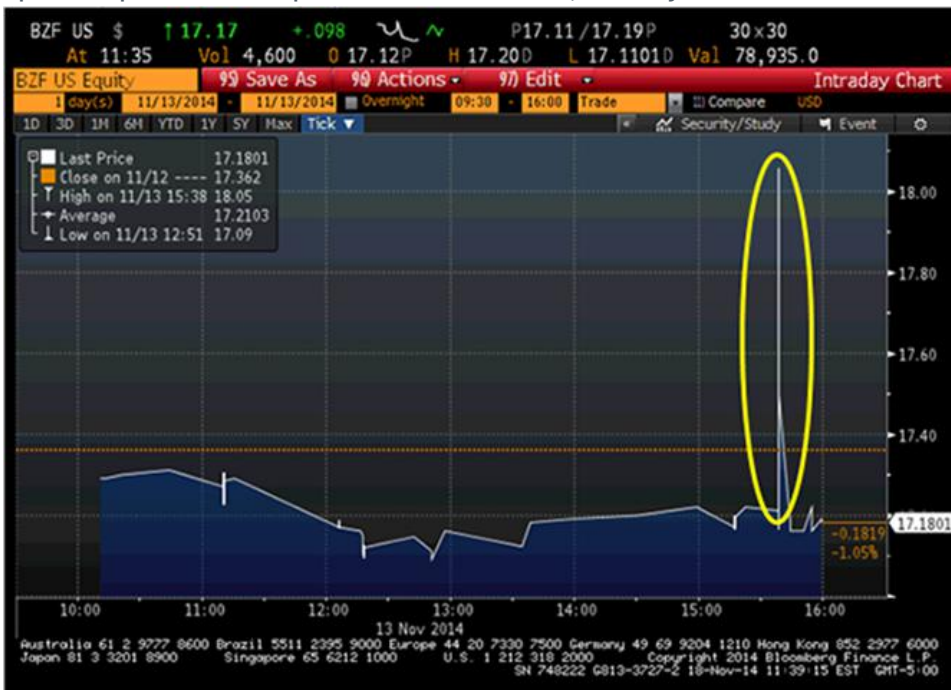 BZF US $ ↑ 17.17 +.098 P17.11/17.19P 30×30
At 11:35 Vol 4,600 O 17.12P H 17.20D L 17.1101D Val 78,935.0
BZF US Equity 99) Save As 98) Actions 97) Edit Intraday Chart
1 day(s) 11/13/2014 - 11/13/2014 Overnight 09:30 - 16:00 Trade Compare USD
1D 3D 1M 6M YTD 1Y 5Y Max Tick ▼ « Security/Study Event
Last Price 17.1801
Close on 11/12 ---- 17.362
High on 11/13 15:38 18.05
Average 17.2103
Low on 11/13 12:51 17.09
18.00
17.80
17.60
17.40
17.1801
-0.1819
-1.05%
10:00 11:00 12:00 13:00 14:00 15:00 16:00
13 Nov 2014
Australia 61 2 9777 8600 Brazil 5511 2395 9000 Europe 44 20 7330 7500 Germany 49 69 9204 1210 Hong Kong 852 2977 6000
Japan 81 3 3201 8900 Singapore 65 6212 1000 U.S. 1 212 318 2000 Copyright 2014 Bloomberg Finance L.P.
SN 748222 G813-3727-2 18-Nov-14 11:39:15 EST GMT-5:00